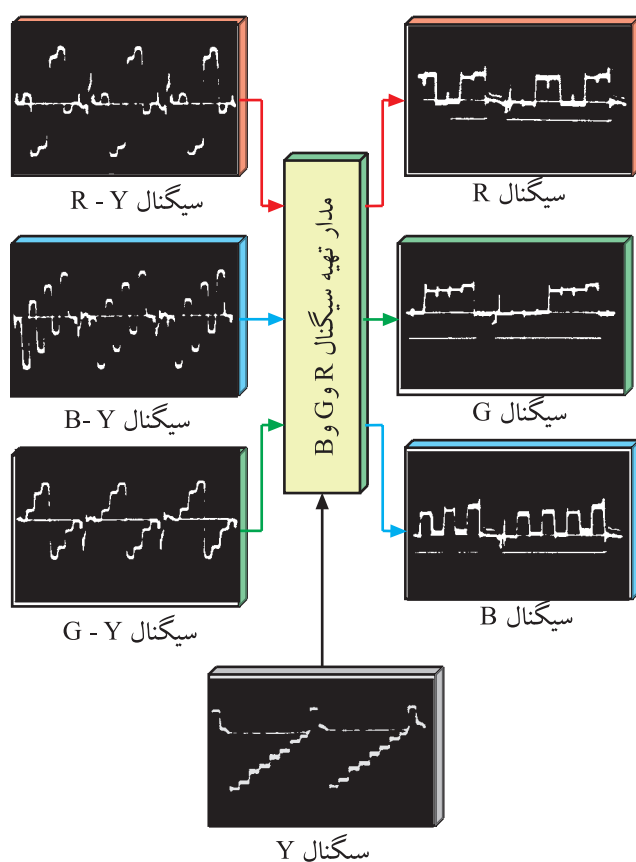 سیگنال R - Y
سیگنال R
مدار تهیه سیگنال R و G و B
سیگنال B- Y
سیگنال G
سیگنال G - Y
سیگنال B
سیگنال Y